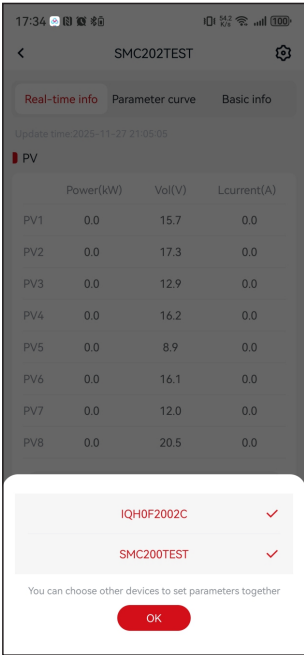 17:34 54.2 K/s 100
SMC202TEST
Real-time info Parameter curve Basic info
Update time:2025-11-27 21:05:05
PV
Power(kW) Vol(V) Lcurrent(A)
PV1 0.0 15.7 0.0
PV2 0.0 17.3 0.0
PV3 0.0 12.9 0.0
PV4 0.0 16.2 0.0
PV5 0.0 8.9 0.0
PV6 0.0 16.1 0.0
PV7 0.0 12.0 0.0
PV8 0.0 20.5 0.0
IQH0F2002C
SMC200TEST
You can choose other devices to set parameters together
OK